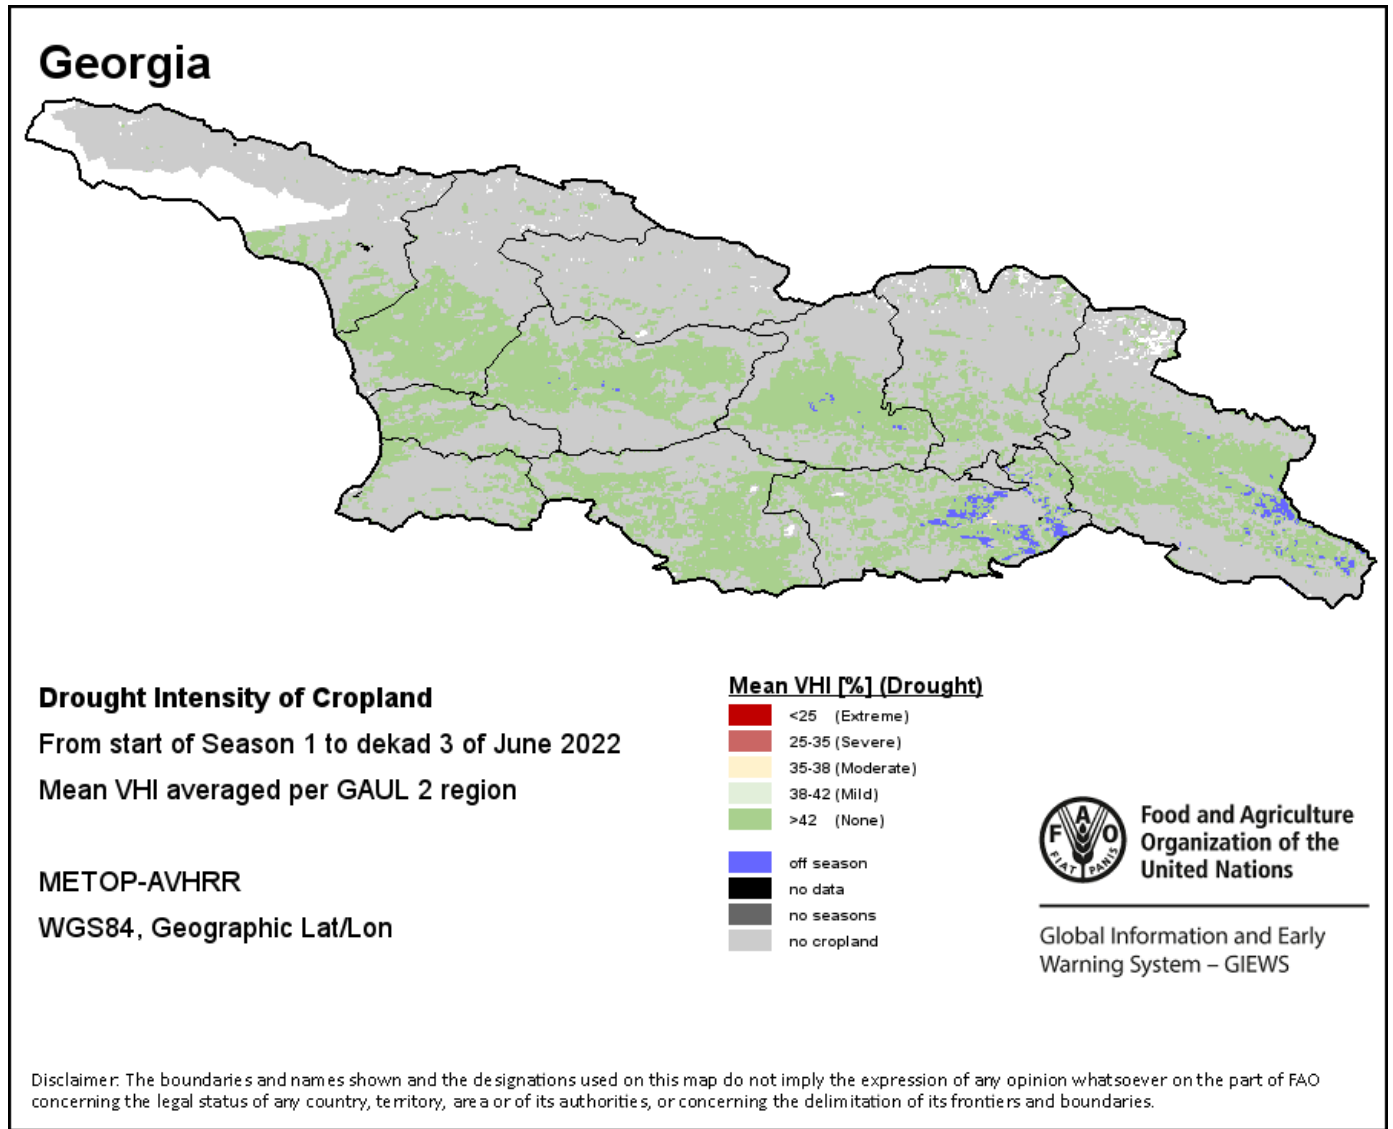 Georgia
Drought Intensity of Cropland
From start of Season 1 to dekad 3 of June 2022
Mean VHI averaged per GAUL 2 region
METOP-AVHRR
WGS84, Geographic Lat/Lon
Mean VHI [%] (Drought)
<25 (Extreme)
25-35 (Severe)
35-38 (Moderate)
38-42 (Mild)
>42 (None)
off season
no data
no seasons
no cropland
F A O
FIAT PANIS
Food and Agriculture
Organization of the
United Nations
Global Information and Early
Warning System – GIEWS
Disclaimer: The boundaries and names shown and the designations used on this map do not imply the expression of any opinion whatsoever on the part of FAO
concerning the legal status of any country, territory, area or of its authorities, or concerning the delimitation of its frontiers and boundaries.